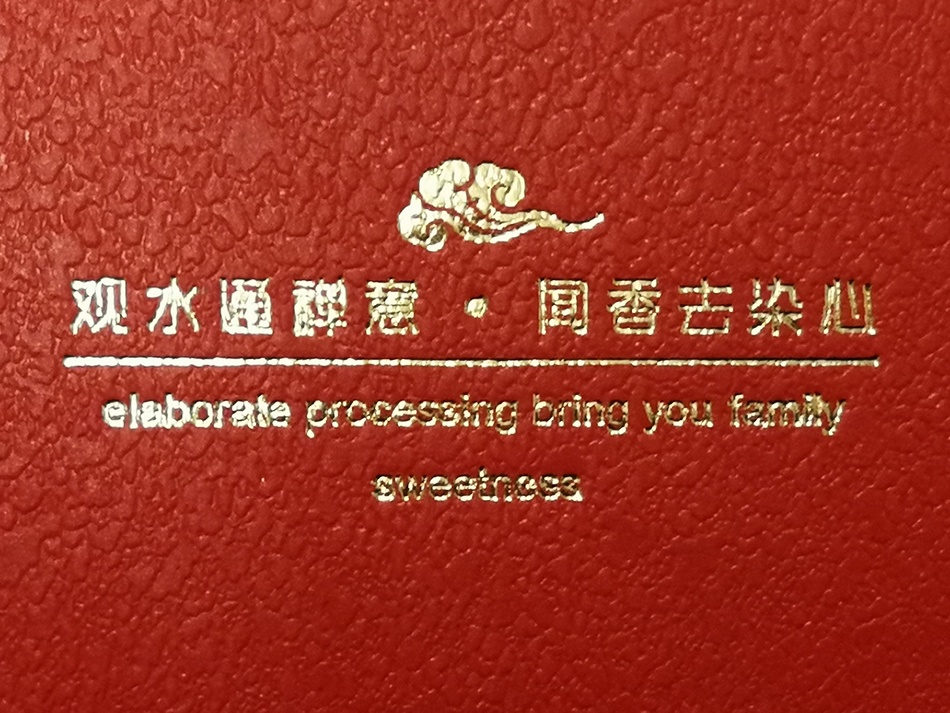 观水通禅意·闻香去染心
elaborate processing bring you family
sweetness